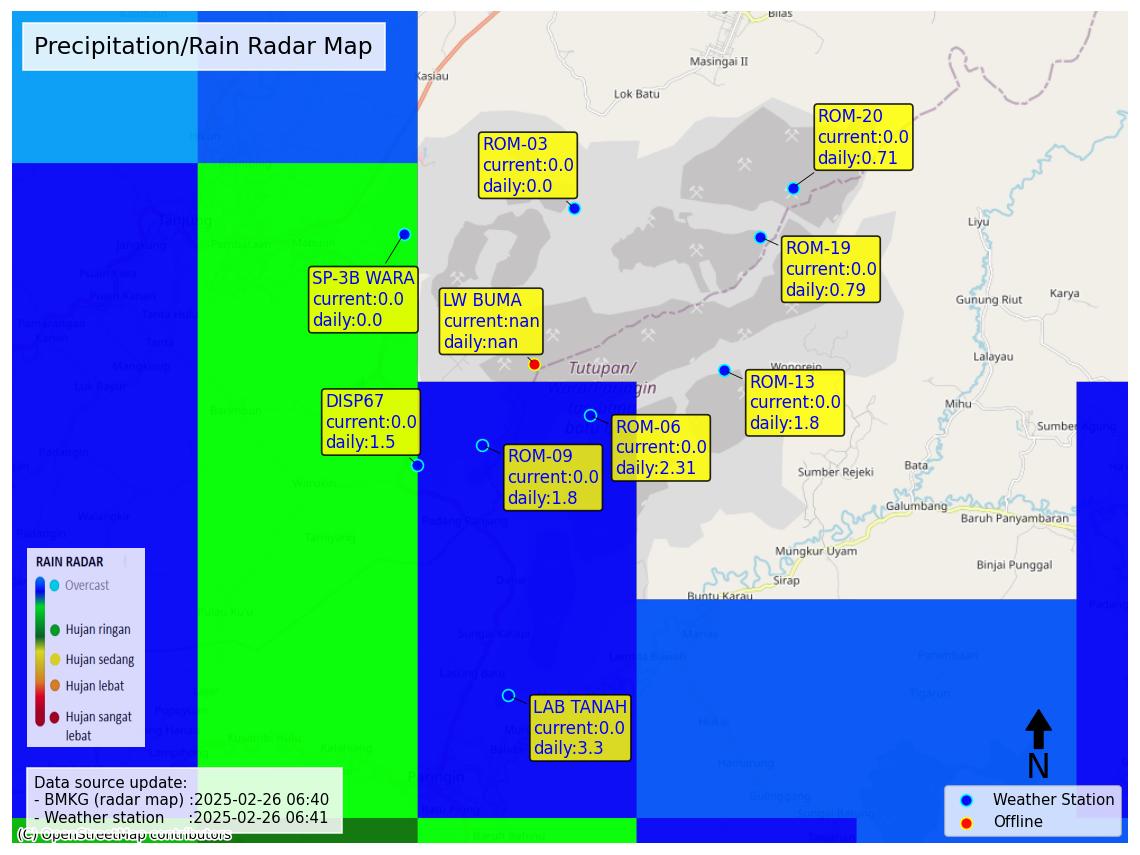 Precipitation/Rain Radar Map
Bilas
Masingai II
Kasiau
Lok Batu
ROM-20
current:0.0
daily:0.71
ROM-03
current:0.0
daily:0.0
Tanjung
Liyu
ROM-19
current:0.0
daily:0.79
SP-3B WARA
current:0.0
daily:0.0
LW BUMA
current:nan
daily:nan
Gunung Riut
Karya
Lalayau
Tutupan/
Wonorejo
ROM-13
current:0.0
daily:1.8
DISP67
current:0.0
daily:1.5
Mihu
ROM-06
current:0.0
daily:2.31
ROM-09
current:0.0
daily:1.8
Sumber Agung
Bata
Sumber Rejeki
Galumbang
Baruh Panyambaran
Mungkur Uyam
Binjai Punggal
Sirap
Buntu Karau
RAIN RADAR
Overcast
Hujan ringan
Hujan sedang
Hujan lebat
Hujan sangat
lebat
LAB TANAH
current:0.0
daily:3.3
Paringin
N
Data source update:
- BMKG (radar map) :2025-02-26 06:40
- Weather station :2025-02-26 06:41
(C) OpenStreetMap contributors
Weather Station
Offline